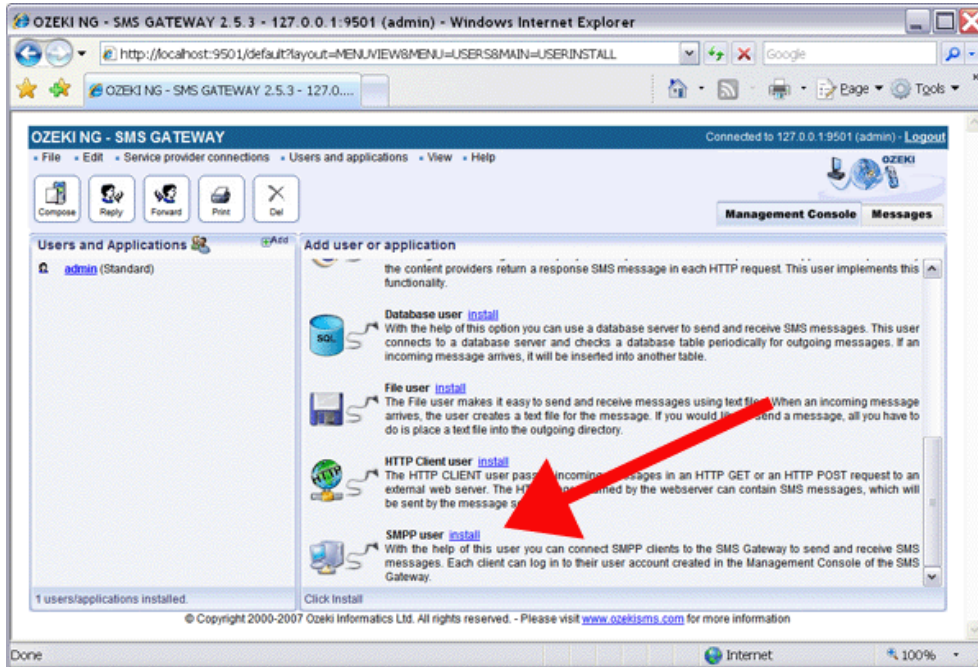 OZEKI NG - SMS GATEWAY 2.5.3 - 127.0.0.1:9501 (admin) - Windows Internet Explorer
http://localhost:9501/default?layout=MENUVIEW&MENU=USERS&MAIN=USERINSTALL
Google
OZEKI NG - SMS GATEWAY 2.5.3 - 127.0....
Page
Tools
OZEKI NG - SMS GATEWAY
Connected to 127.0.0.1:9501 (admin) - Logout
File Edit Service provider connections Users and applications View Help
OZEKI
Compose Reply Forward Print Del
Management Console Messages
Users and Applications Add
Add user or application
admin (Standard)
the content providers return a response SMS message in each HTTP request. This user implements this
functionality.
Database user install
SQL
With the help of this option you can use a database server to send and receive SMS messages. This user
connects to a database server and checks a database table periodically for outgoing messages. If an
incoming message arrives, it will be inserted into another table.
File user install
The File user makes it easy to send and receive messages using text When an incoming message
arrives, the user creates a text file for the message. If you would send a message, all you have to
do is place a text file into the outgoing directory.
HTTP Client user install
HTTP
The HTTP CLIENT user incoming messages in an HTTP GET or an HTTP POST request to an
external web server. The by the webserver can contain SMS messages, which will
be sent by the message
SMPP user install
With the help of this user you can connect SMPP clients to the SMS Gateway to send and receive SMS
messages. Each client can log in to their user account created in the Management Console of the SMS
Gateway.
1 users/applications installed.
Click Install
© Copyright 2000-2007 Ozeki Informatics Ltd. All rights reserved. - Please visit www.ozekisms.com for more information
Done
Internet
100%